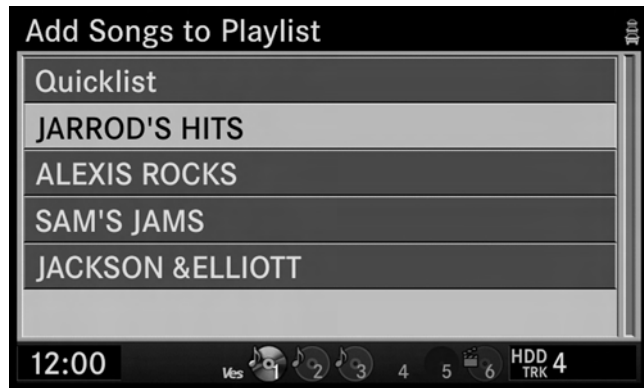 Add Songs to Playlist
Quicklist
JARROD'S HITS
ALEXIS ROCKS
SAM'S JAMS
JACKSON &ELLIOTT
12:00 Ves 1 2 3 4 5 6 HDD TRK 4